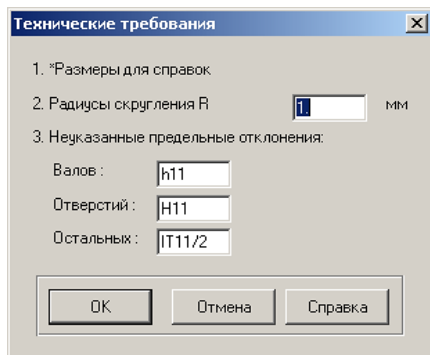 Технические требования
1. *Размеры для справок
2. Радиусы скругления R 1. мм
3. Неуказанные предельные отклонения:
Валов : h11
Отверстий : H11
Остальных : IT11/2
OK Отмена Справка